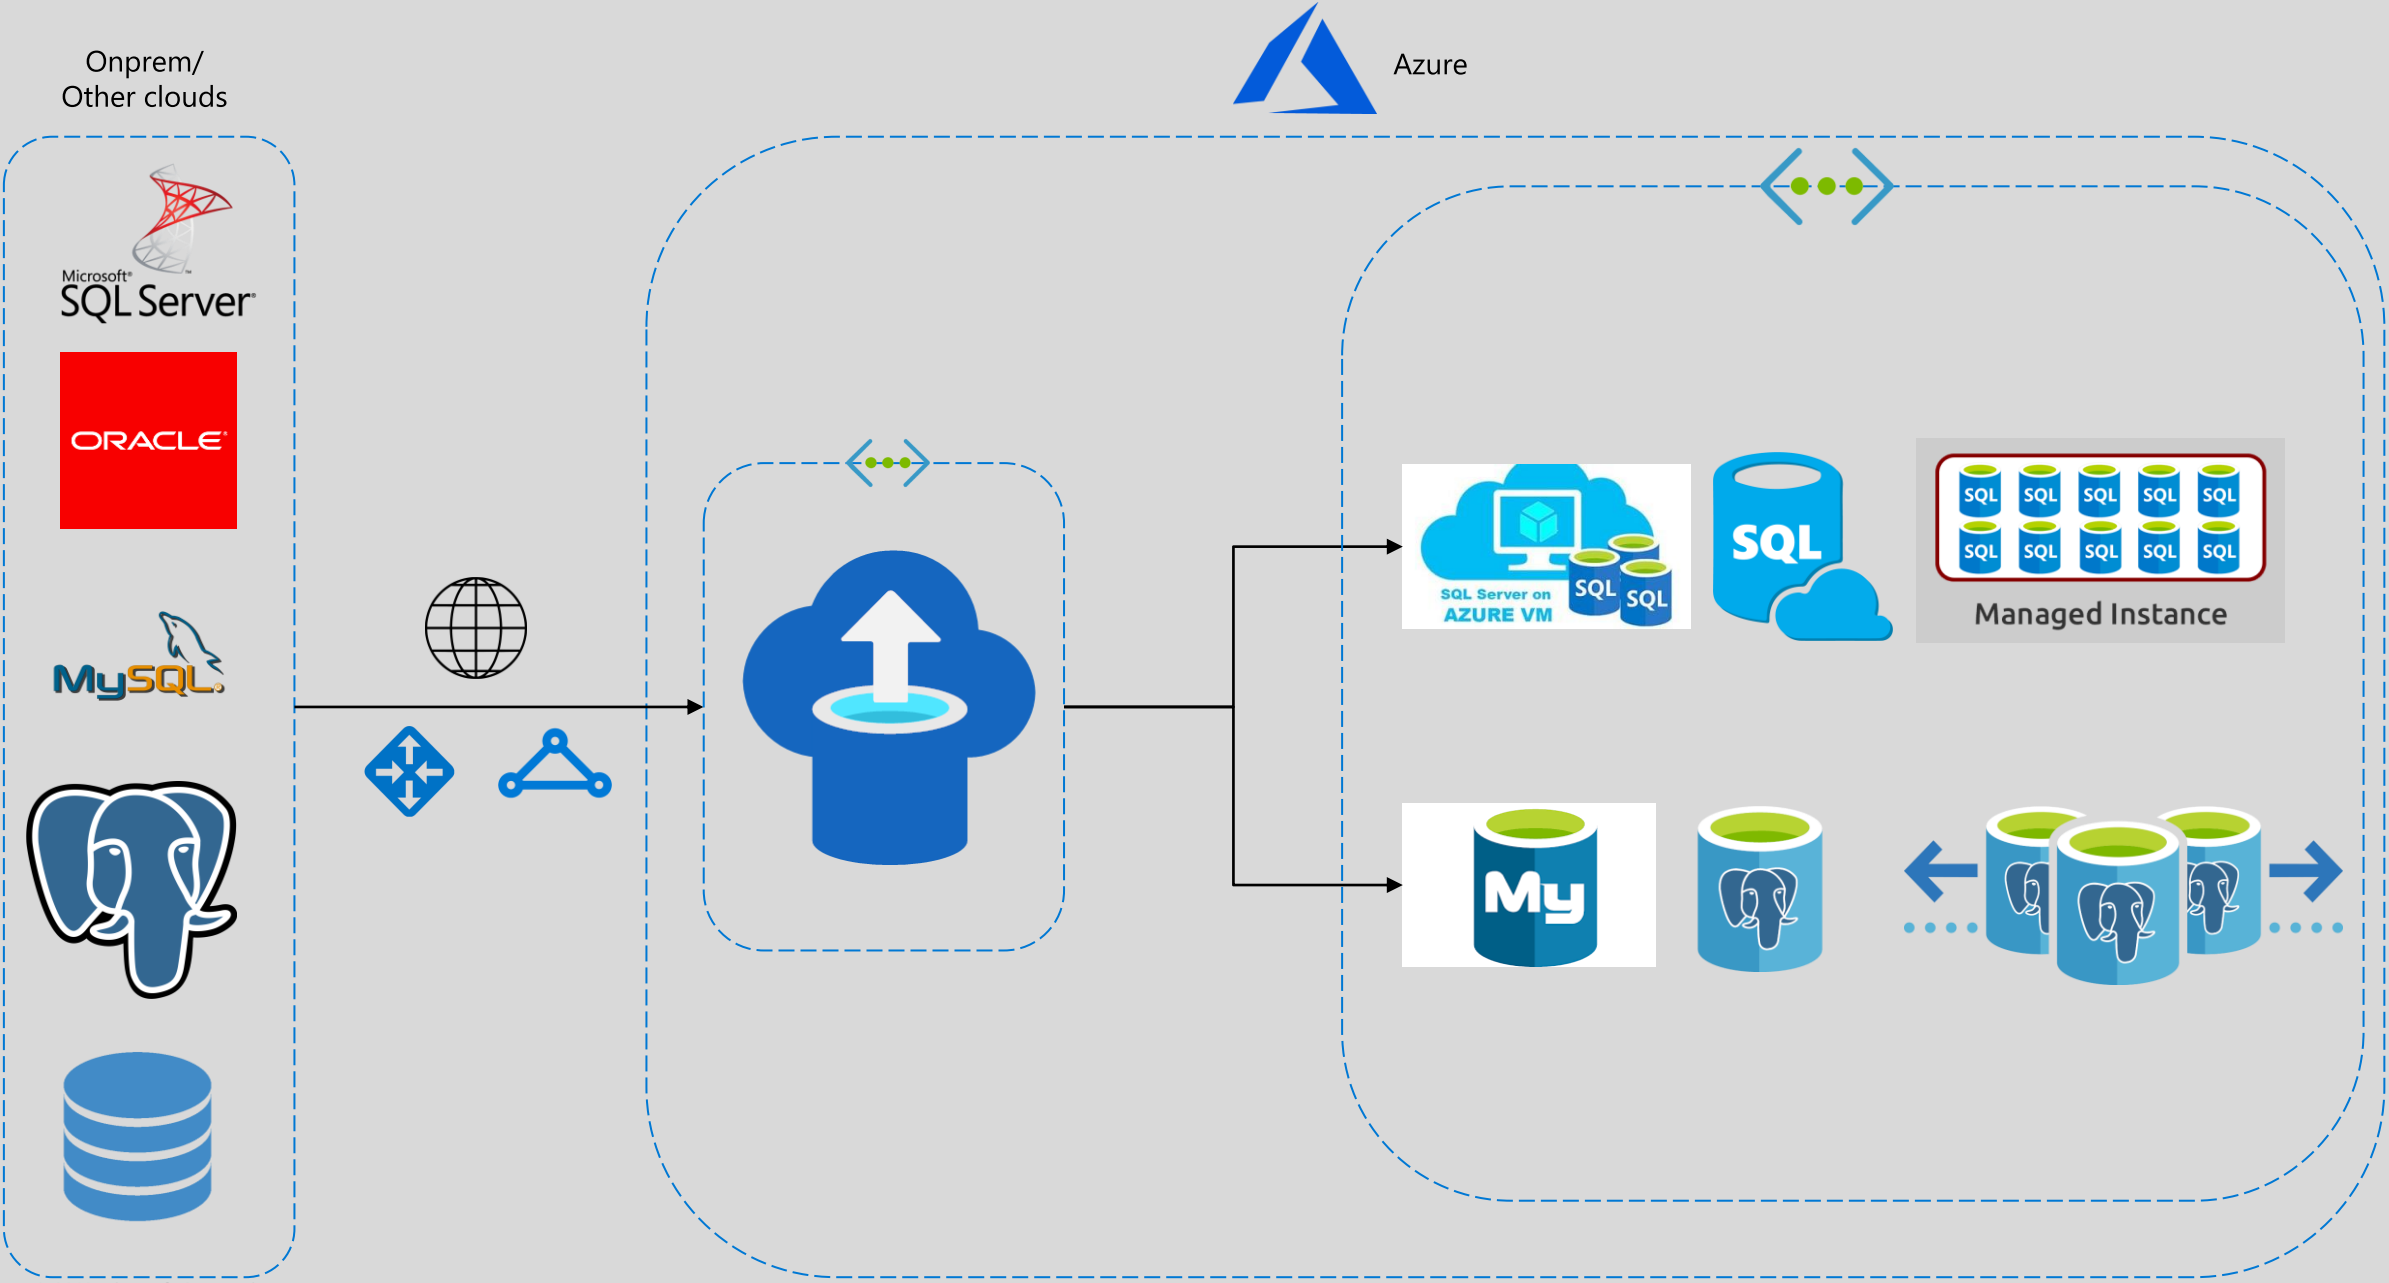 Onprem/
Other clouds
Azure
Microsoft®
SQL Server®
ORACLE®
MySQL.
SQL Server on
AZURE VM
SQL
SQL
SQL
SQL SQL SQL SQL SQL
SQL SQL SQL SQL SQL
Managed Instance
My